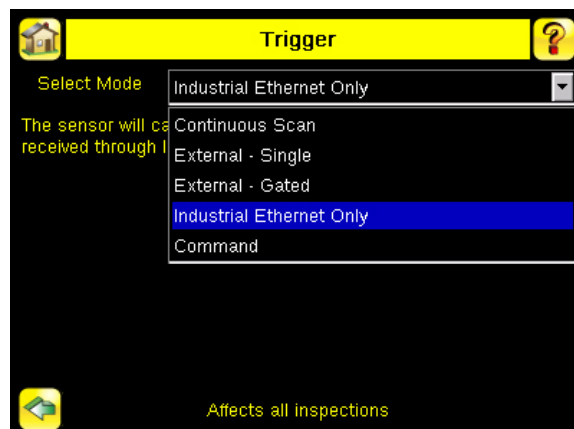 Trigger
?
Select Mode
Industrial Ethernet Only
The sensor will ca
received through
Continuous Scan
External - Single
External - Gated
Industrial Ethernet Only
Command
Affects all inspections